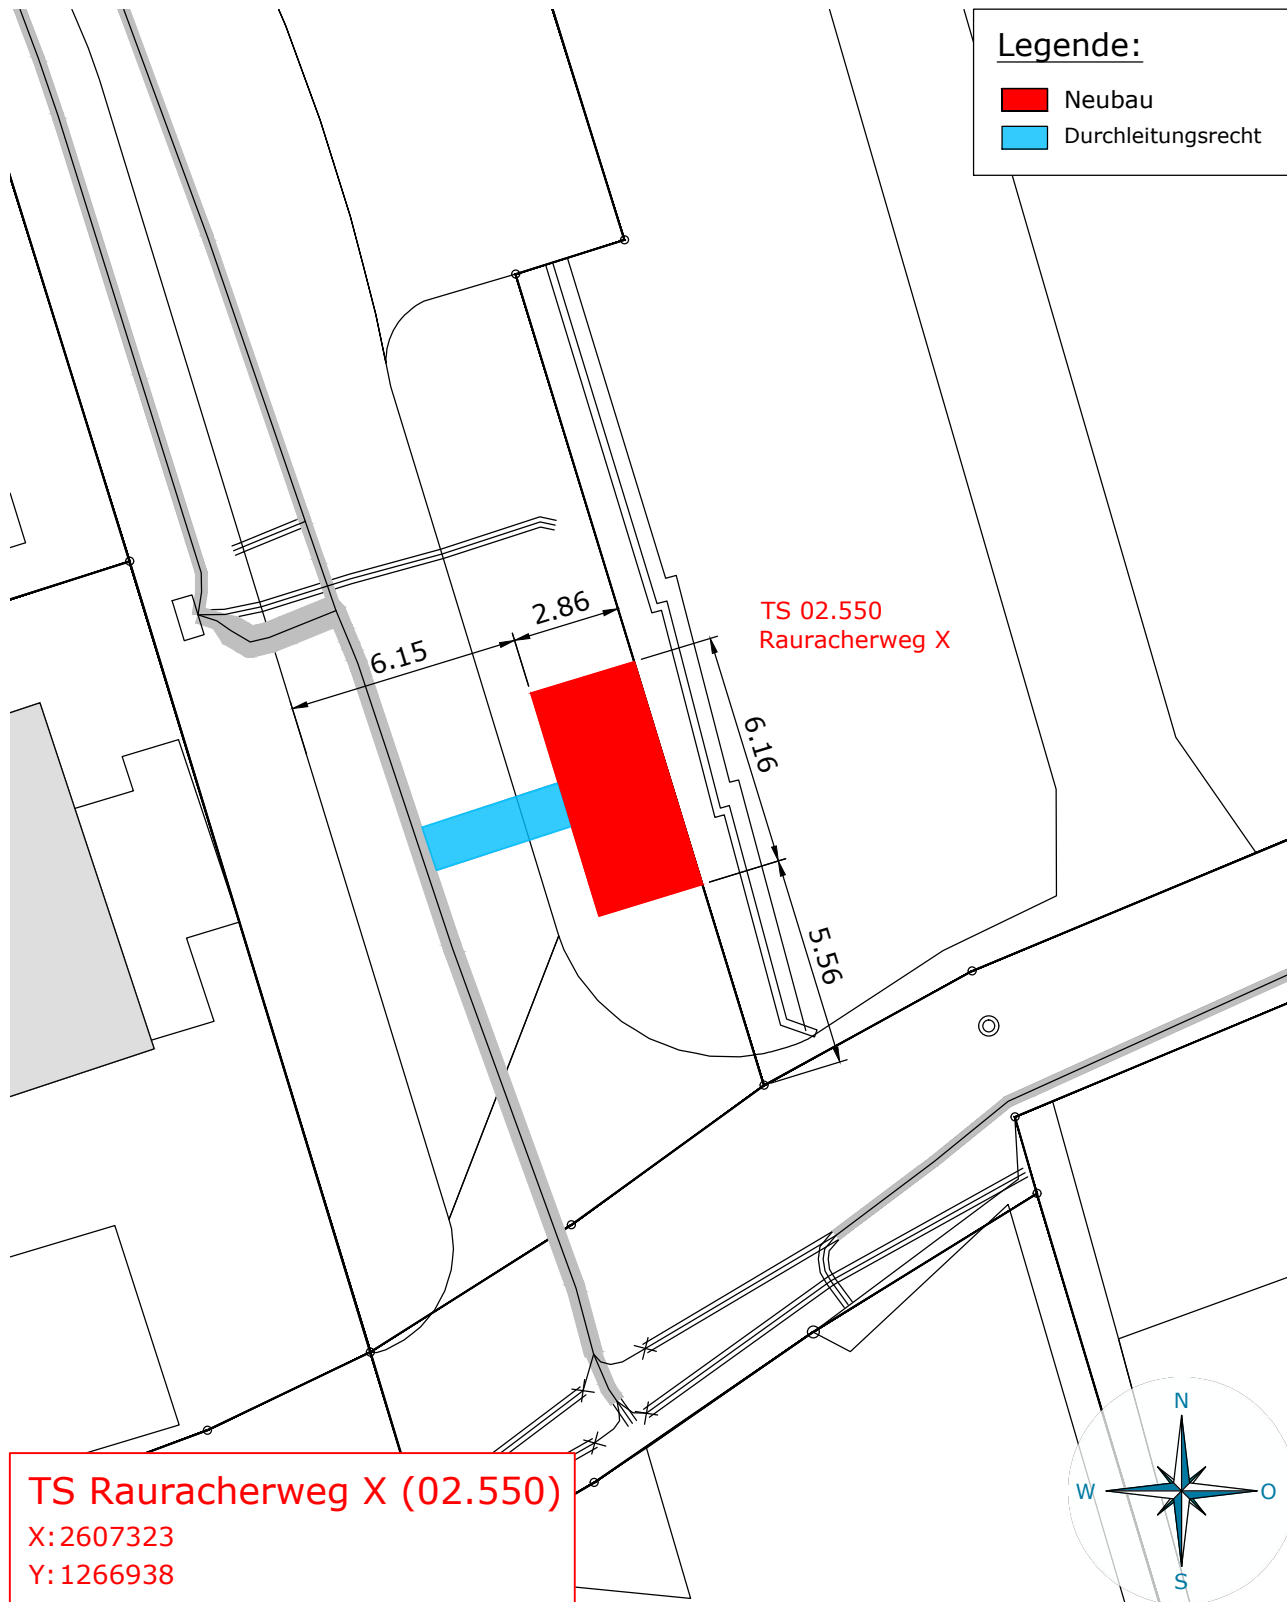 Legende:
Neubau
Durchleitungsrecht
2.86
6.15
TS 02.550
Rauracherweg X
6.16
5.56
N
W
O
S
TS Rauracherweg X (02.550)
X: 2607323
Y: 1266938